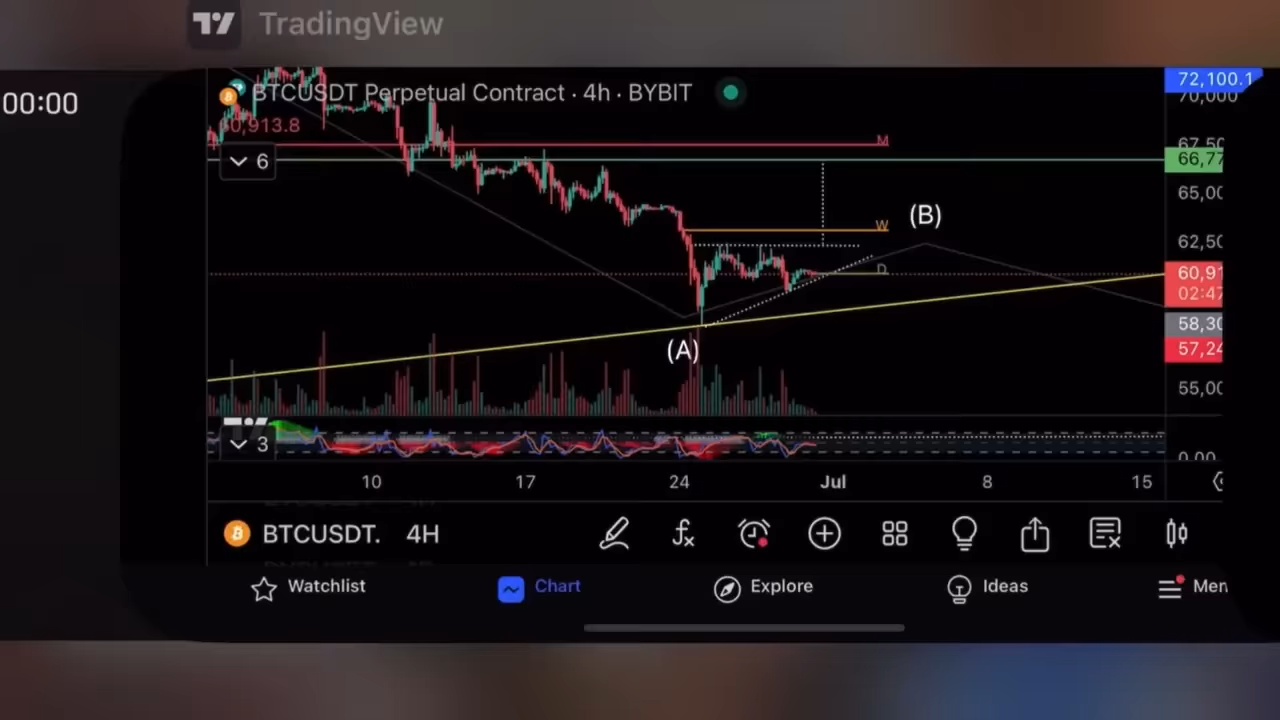 TradingView
00:00
BTCUSDT Perpetual Contract · 4h · BYBIT
60,913.8
6
M
W
D
(A)
(B)
72,100.1
70,000
67,50
66,77
65,00
62,50
60,91
02:47
58,30
57,24
55,00
3
0.00
10 17 24 Jul 8 15
BTCUSDT. 4H
Watchlist Chart Explore Ideas Men